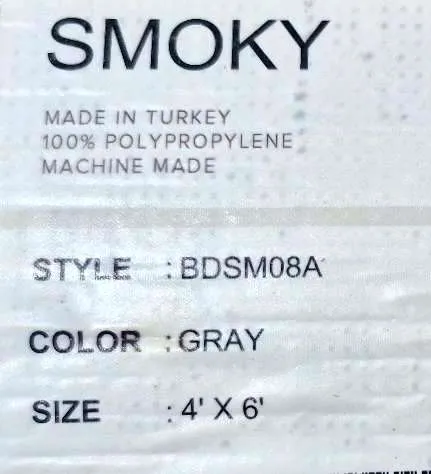 SMOKY
MADE IN TURKEY
100% POLYPROPYLENE
MACHINE MADE
STYLE : BDSM08A
COLOR : GRAY
SIZE : 4' X 6'